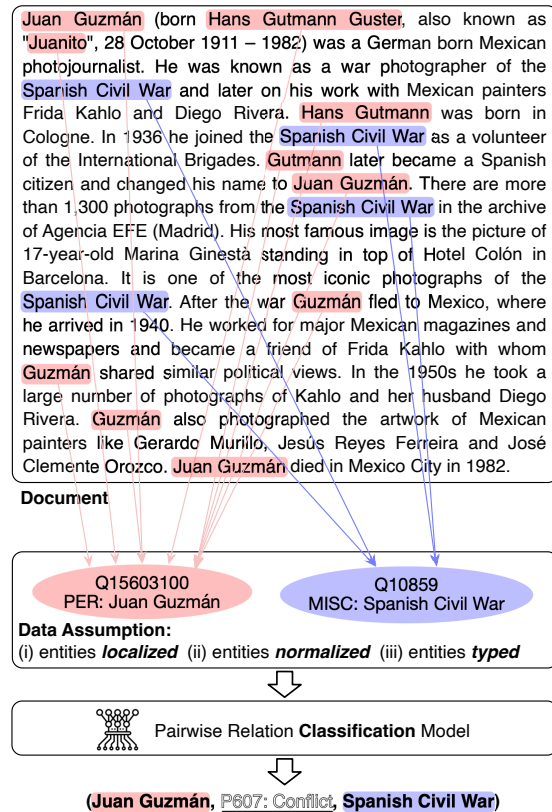 Juan Guzmán (born Hans Gutmann Guster, also known as
"Juanito", 28 October 1911 – 1982) was a German born Mexican
photojournalist. He was known as a war photographer of the
Spanish Civil War and later on his work with Mexican painters
Frida Kahlo and Diego Rivera. Hans Gutmann was born in
Cologne. In 1936 he joined the Spanish Civil War as a volunteer
of the International Brigades. Gutmann later became a Spanish
citizen and changed his name to Juan Guzmán. There are more
than 1,300 photographs from the Spanish Civil War in the archive
of Agencia EFE (Madrid). His most famous image is the picture of
17-year-old Marina Ginestà standing in top of Hotel Colón in
Barcelona. It is one of the most iconic photographs of the
Spanish Civil War. After the war Guzmán fled to Mexico, where
he arrived in 1940. He worked for major Mexican magazines and
newspapers and became a friend of Frida Kahlo with whom
Guzmán shared similar political views. In the 1950s he took a
large number of photographs of Kahlo and her husband Diego
Rivera. Guzmán also photographed the artwork of Mexican
painters like Gerardo Murillo, Jesús Reyes Ferreira and José
Clemente Orozco. Juan Guzmán died in Mexico City in 1982.
Document
Q15603100
PER: Juan Guzmán
Q10859
MISC: Spanish Civil War
Data Assumption:
(i) entities localized (ii) entities normalized (iii) entities typed
Pairwise Relation Classification Model
(Juan Guzmán, P607: Conflict, Spanish Civil War)